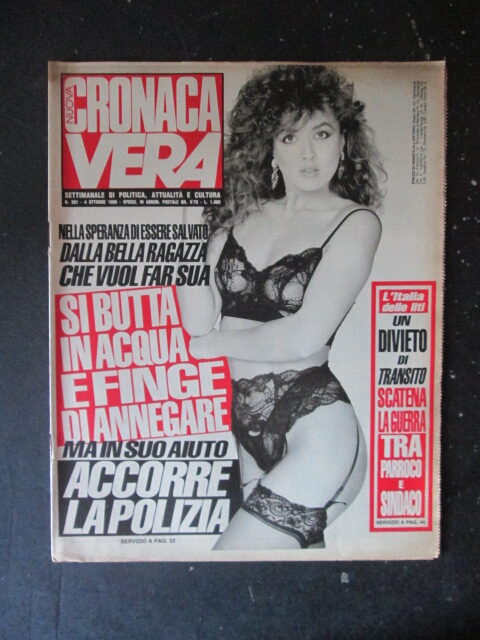 NUOVA
CRONACA
VERA
SETTIMANALE DI POLITICA, ATTUALITÀ E CULTURA
NELLA SPERANZA DI ESSERE SALVATO
DALLA BELLA RAGAZZA
CHE VUOL FAR SUA
SI BUTTA
IN ACQUA
E FINGE
DI ANNEGARE
MA IN SUO AIUTO
ACCORRE
LA POLIZIA
SERVIZIO A PAG. 22
L'Italia
delle liti
UN
DIVIETO
DI
TRANSITO
SCATENA
LA GUERRA
TRA
PARROCO
E
SINDACO
SERVIZIO A PAG. 44